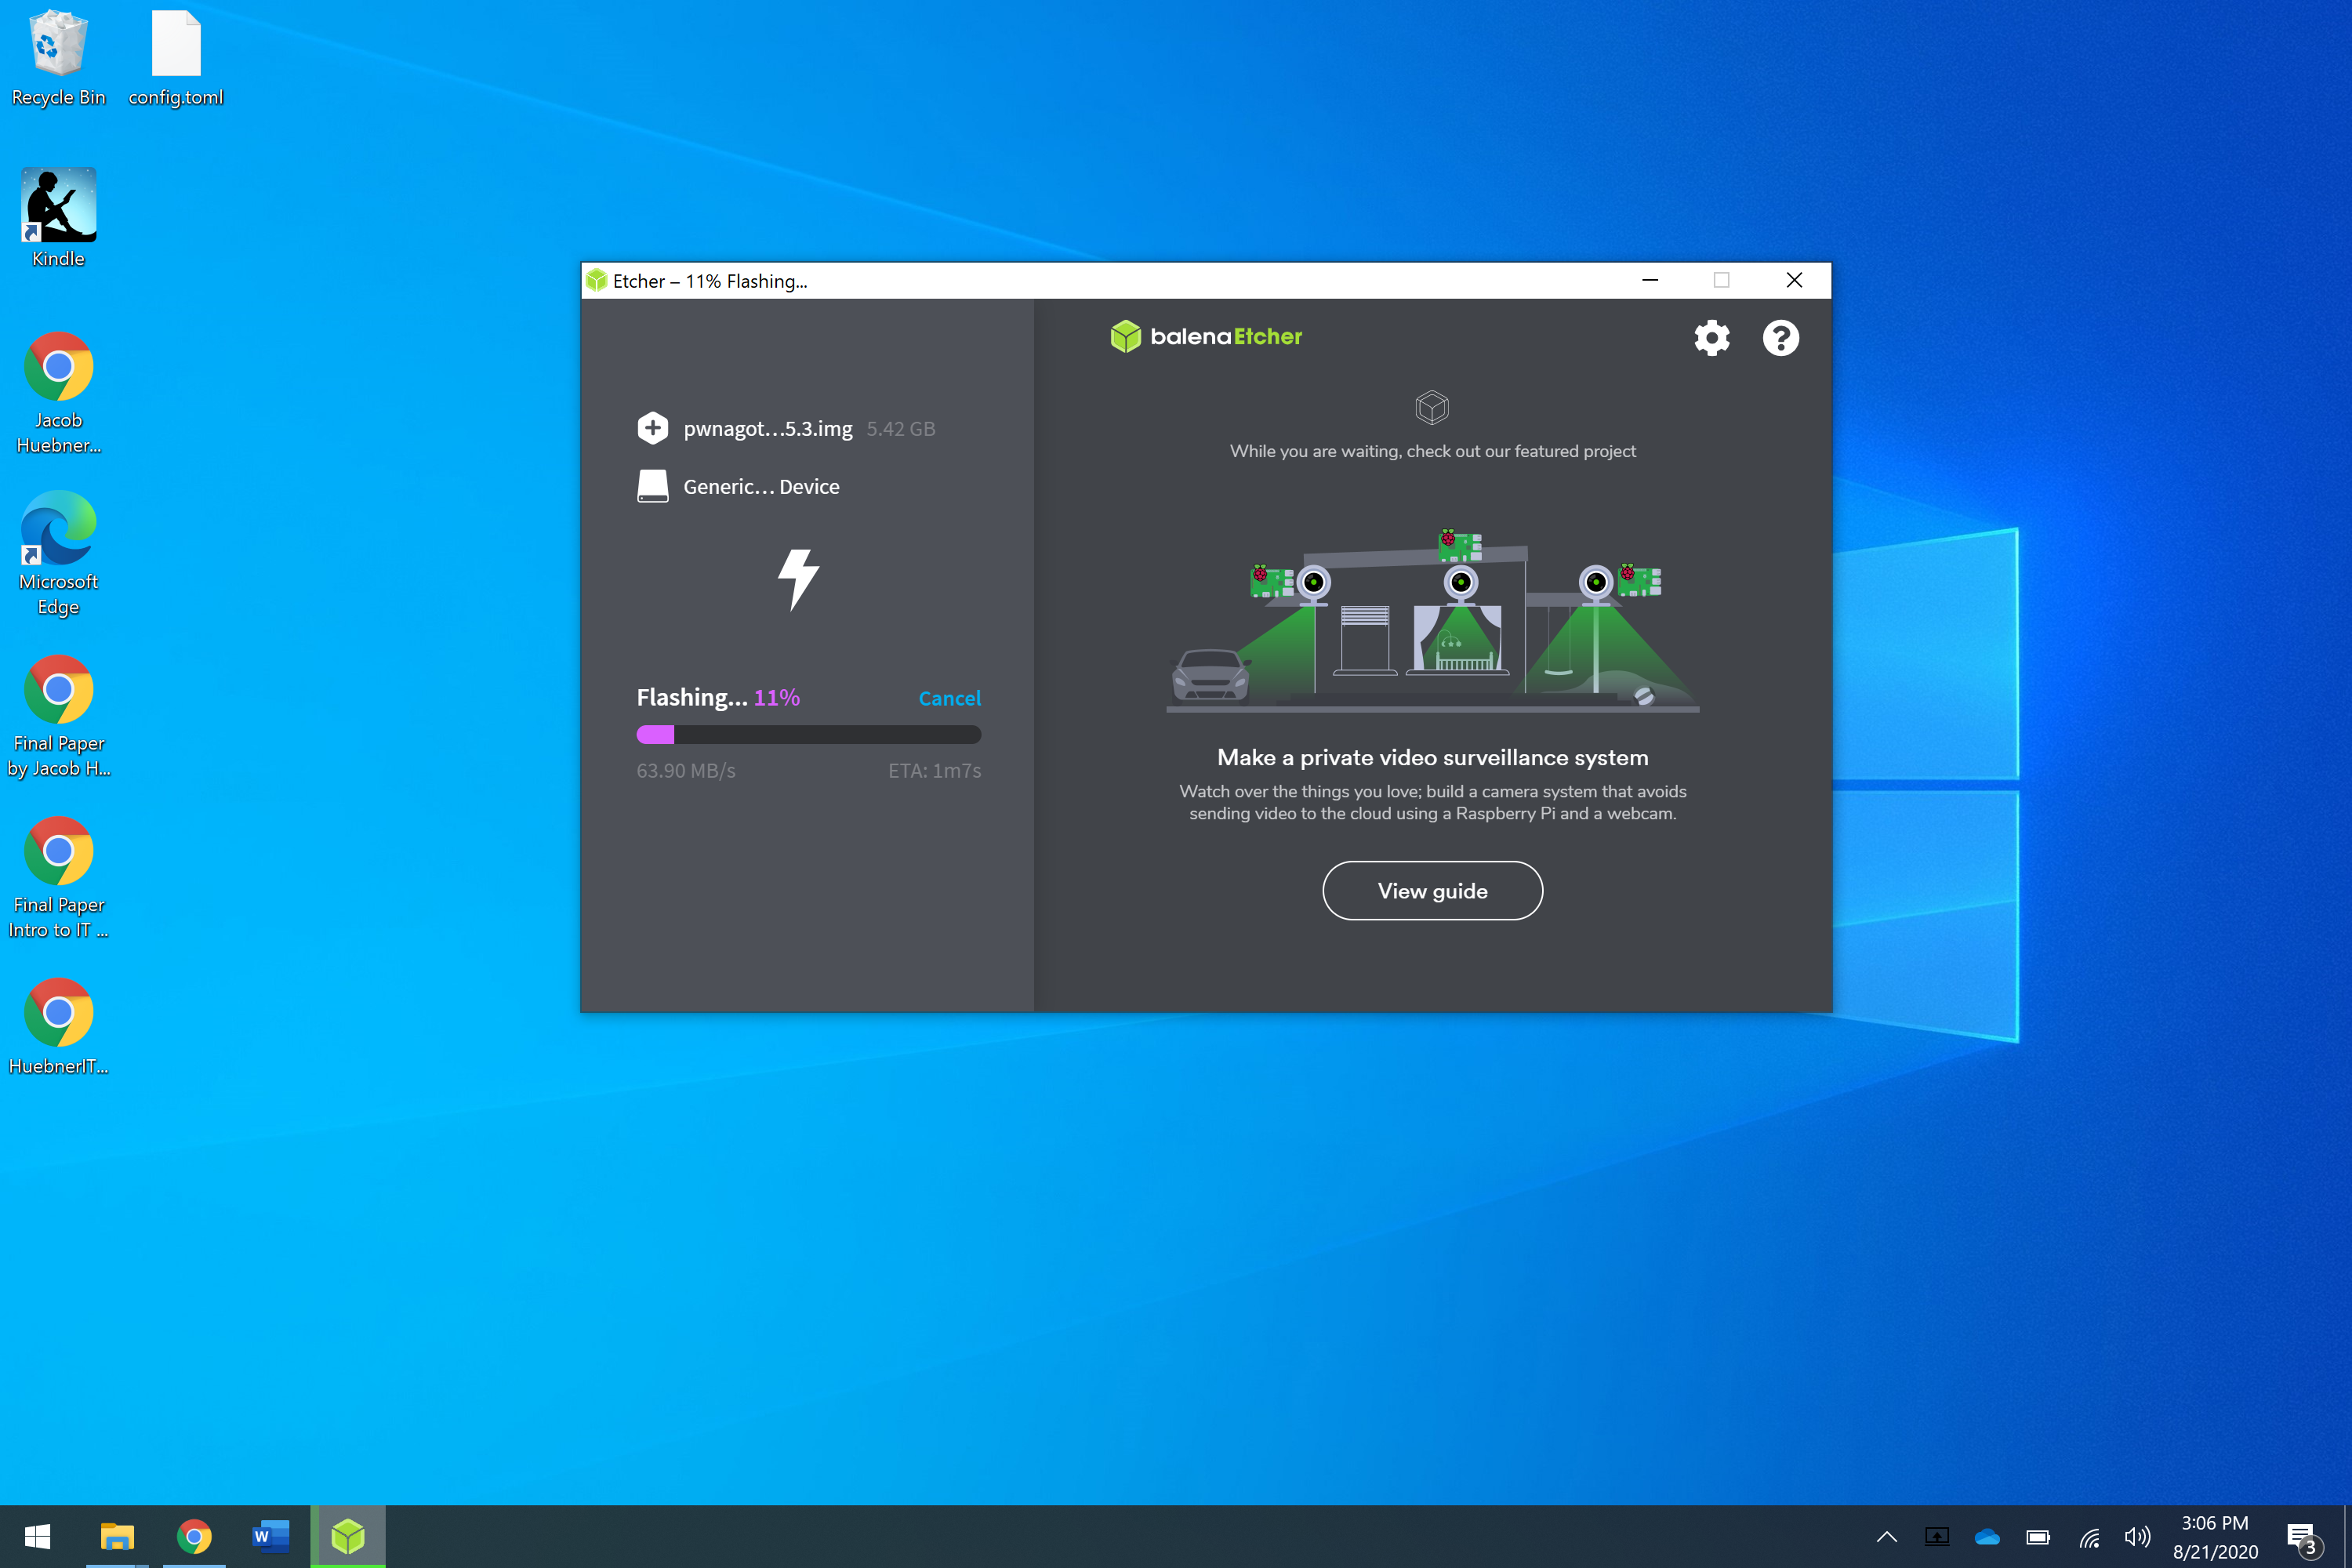 Recycle Bin
config.toml
Kindle
Jacob
Huebner...
Microsoft
Edge
Final Paper
by Jacob H...
Final Paper
Intro to IT ...
HuebnerIT...
Etcher – 11% Flashing...
balenaEtcher
pwnagot...5.3.img 5.42 GB
Generic... Device
Flashing... 11% Cancel
63.90 MB/s ETA: 1m7s
While you are waiting, check out our featured project
Make a private video surveillance system
Watch over the things you love; build a camera system that avoids
sending video to the cloud using a Raspberry Pi and a webcam.
View guide
W
3:06 PM
8/21/2020
3